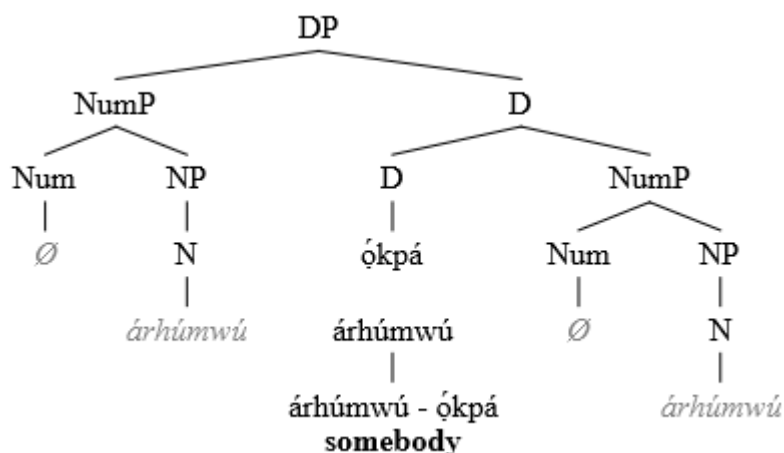 DP
NumP D
Num NP D NumP
Ø N ọ́kpá Num NP
árhúmwú árhúmwú Ø N
árhúmwú - ọ́kpá árhúmwú
somebody